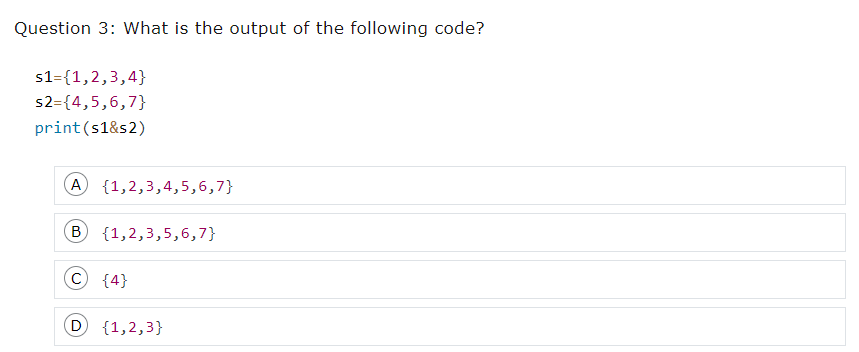 Question 3: What is the output of the following code?
s1={1,2,3,4}
s2={4,5,6,7}
print(s1&s2)
A {1,2,3,4,5,6,7}
B {1,2,3,5,6,7}
C {4}
D {1,2,3}